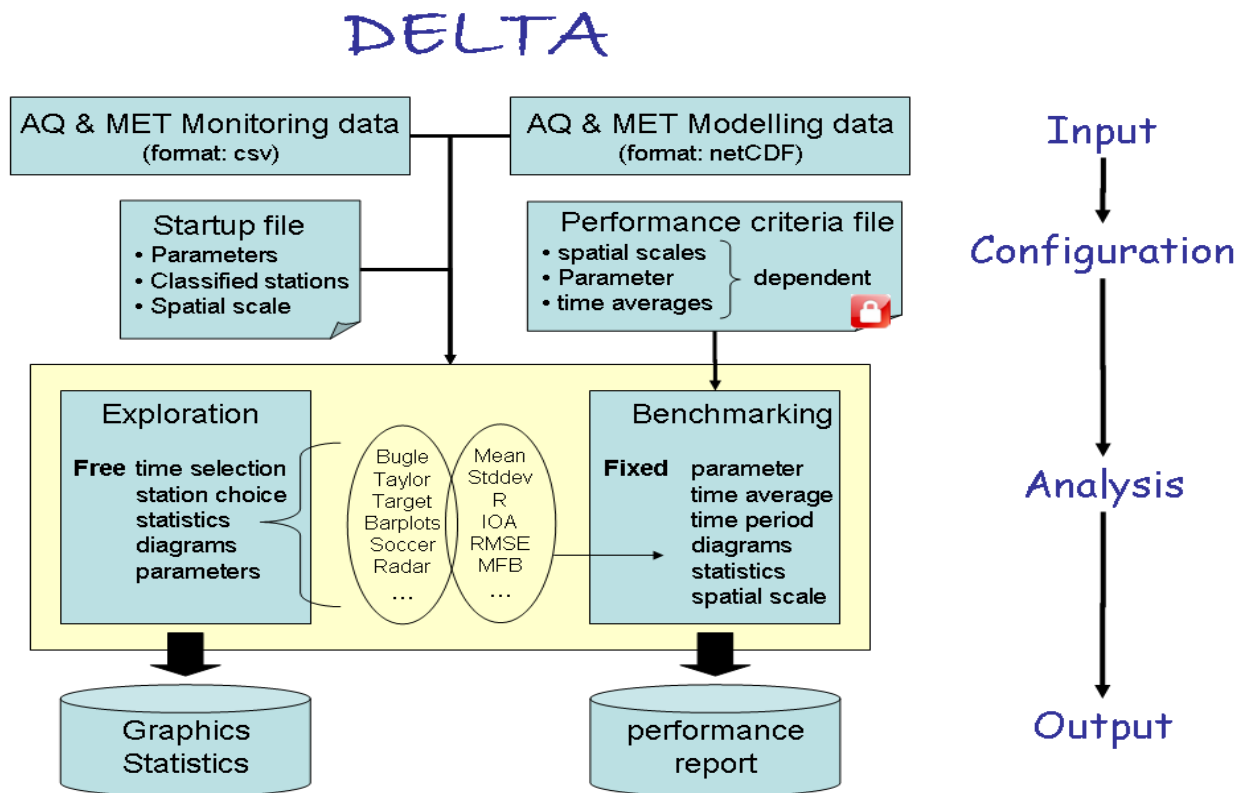 DELTA
AQ & MET Monitoring data
(format: csv)
AQ & MET Modelling data
(format: netCDF)
Input
Startup file
• Parameters
• Classified stations
• Spatial scale
Performance criteria file
• spatial scales
• Parameter
• time averages
dependent
Configuration
Exploration
Free time selection
station choice
statistics
diagrams
parameters
Bugle
Taylor
Target
Barplots
Soccer
Radar
...
Mean
Stddev
R
IOA
RMSE
MFB
...
Benchmarking
Fixed parameter
time average
time period
diagrams
statistics
spatial scale
Analysis
Graphics
Statistics
performance
report
Output